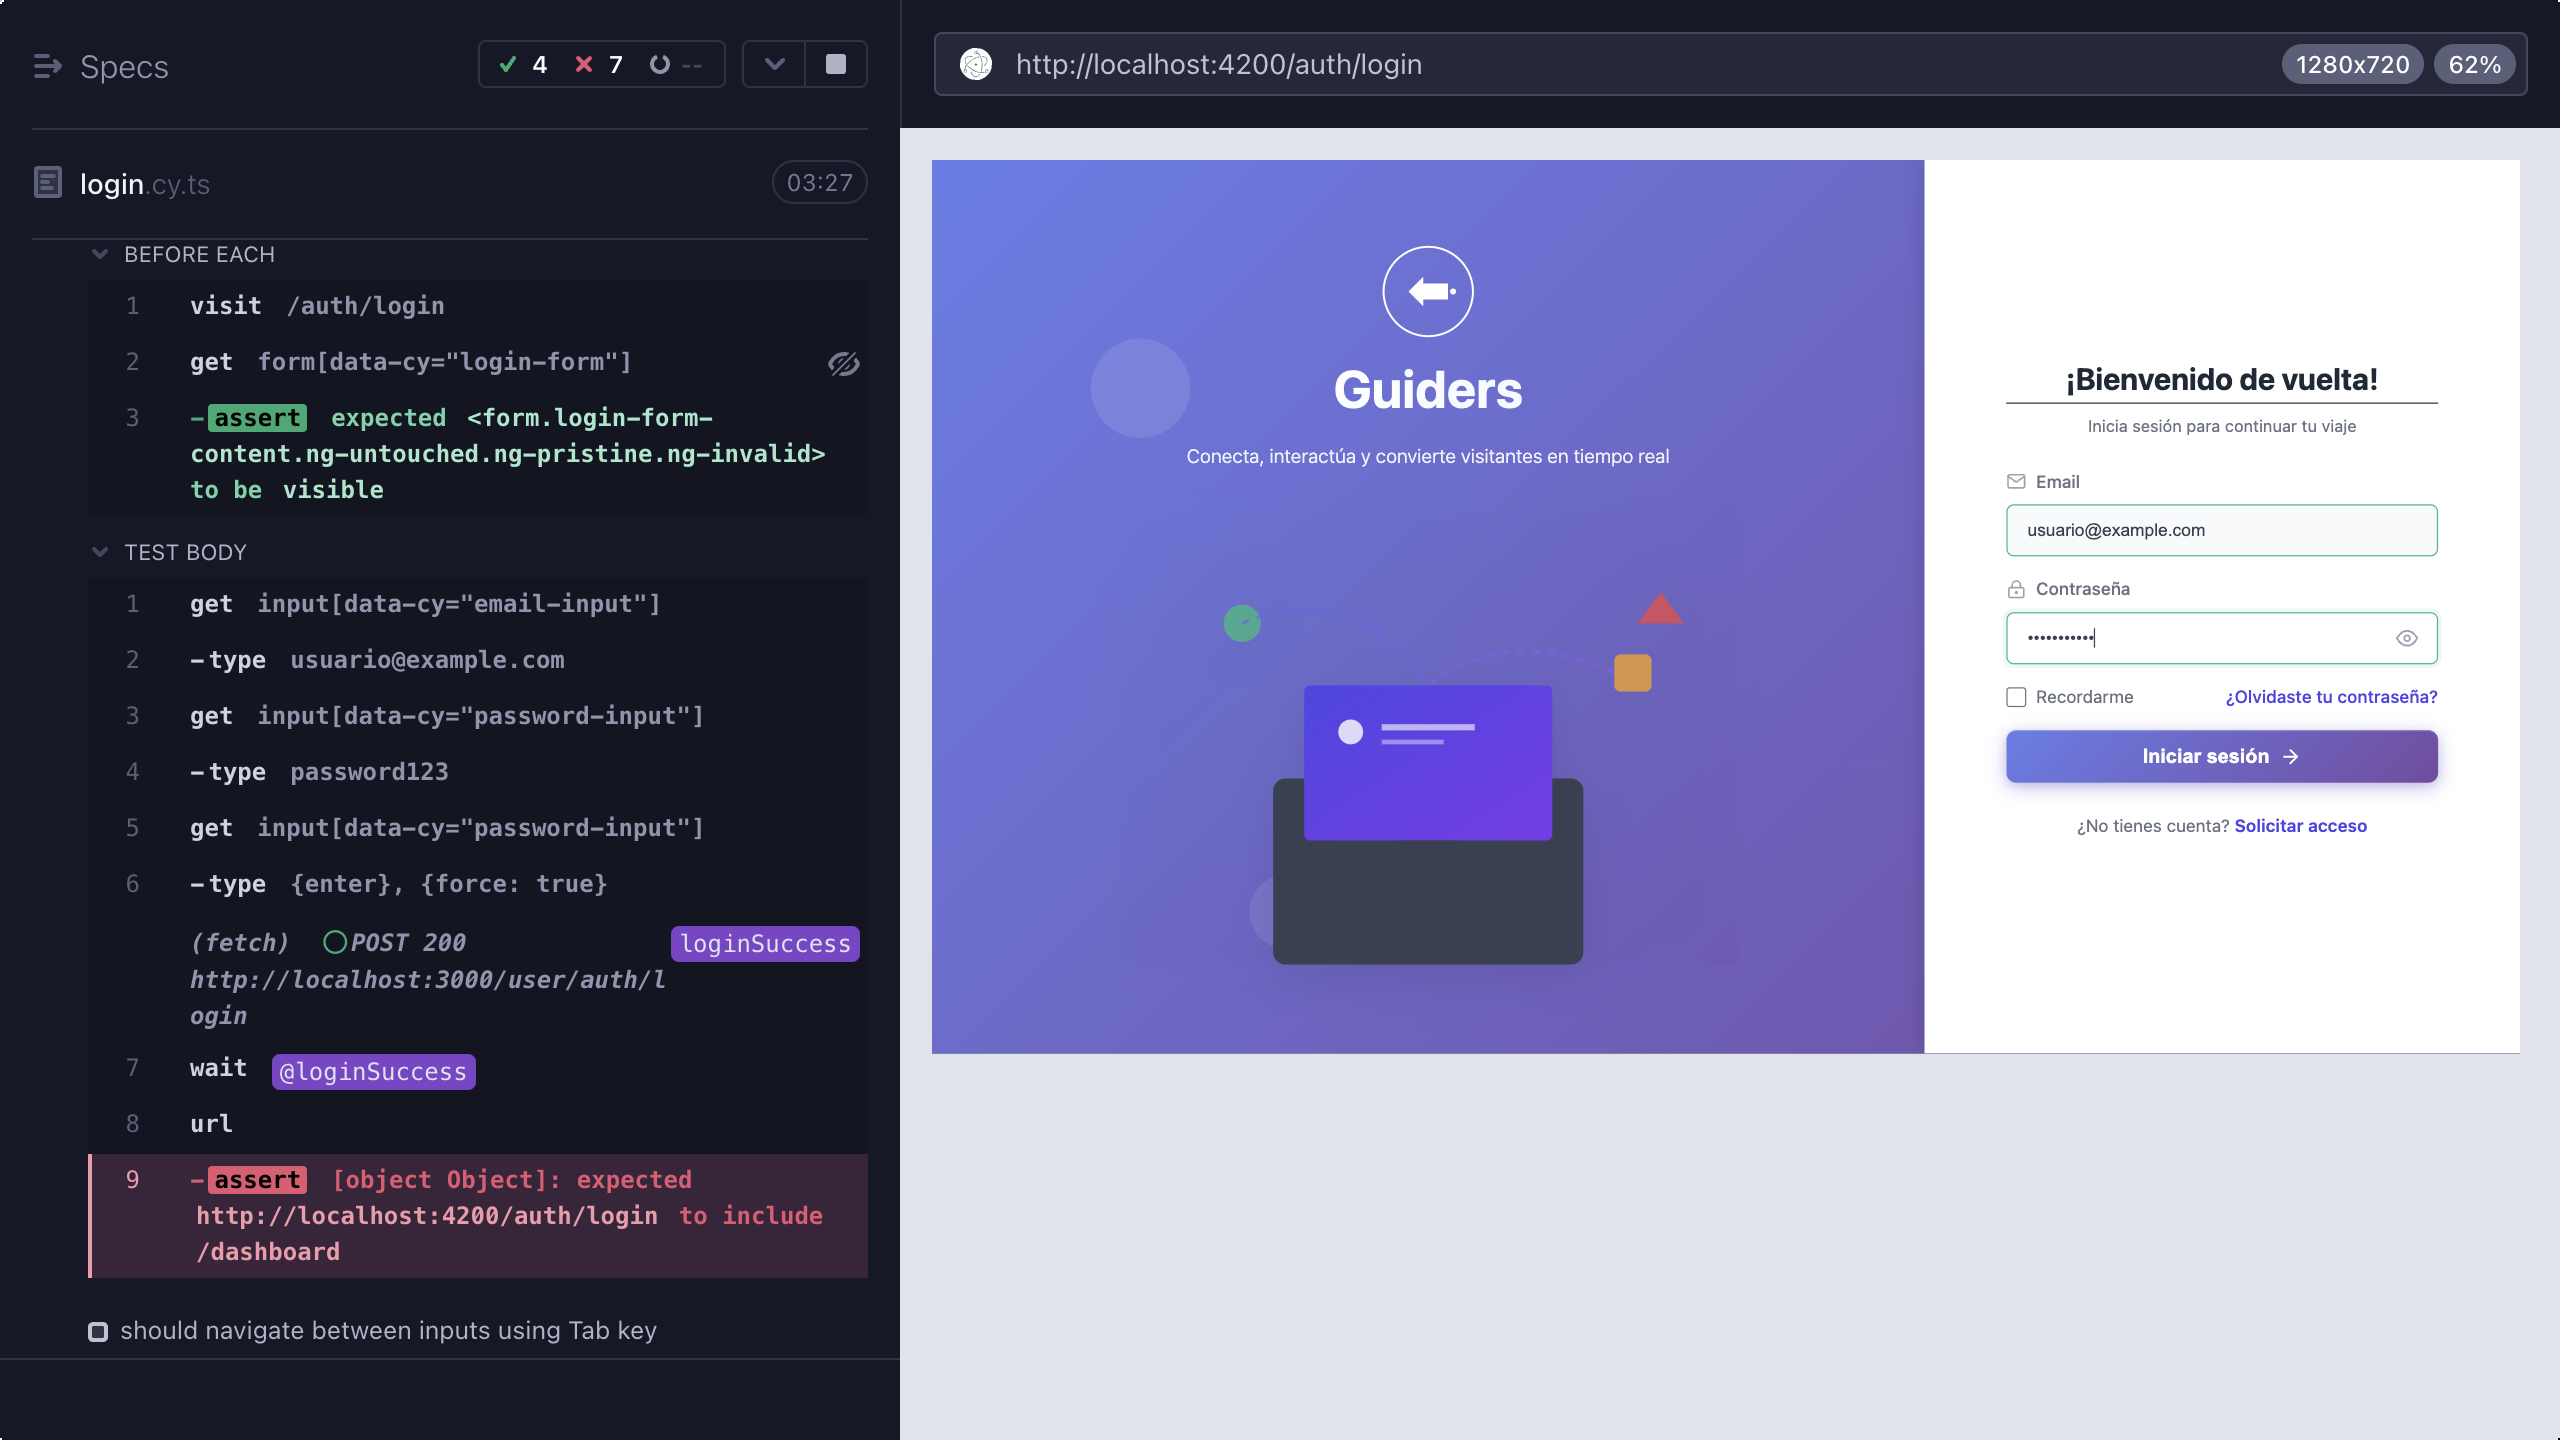 Specs
4 7 --
login.cy.ts
03:27
BEFORE EACH
1 visit /auth/login
2 get form[data-cy="login-form"]
3 -assert expected <form.login-form-
content.ng-untouched.ng-pristine.ng-invalid>
to be visible
TEST BODY
1 get input[data-cy="email-input"]
2 -type usuario@example.com
3 get input[data-cy="password-input"]
4 -type password123
5 get input[data-cy="password-input"]
6 -type {enter}, {force: true}
(fetch) POST 200 loginSuccess
http://localhost:3000/user/auth/l
ogin
7 wait @loginSuccess
8 url
9 -assert [object Object]: expected
http://localhost:4200/auth/login to include
/dashboard
should navigate between inputs using Tab key
http://localhost:4200/auth/login
1280x720 62%
Guiders
Conecta, interactúa y convierte visitantes en tiempo real
¡Bienvenido de vuelta!
Inicia sesión para continuar tu viaje
Email
usuario@example.com
Contraseña
•••••••••••
Recordarme ¿Olvidaste tu contraseña?
Iniciar sesión →
¿No tienes cuenta? Solicitar acceso